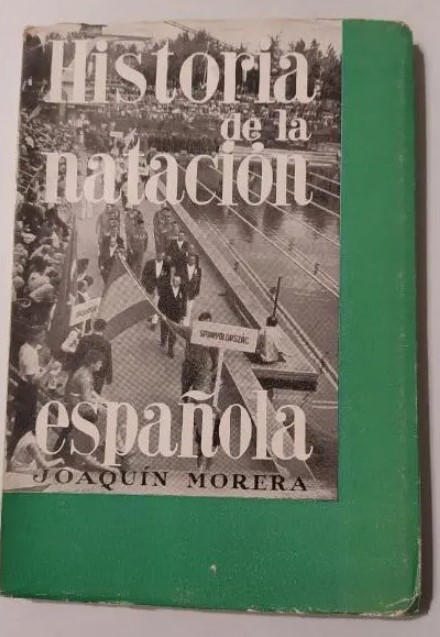 Historia
de la
natación
SPANYOLORSZÁG
española
JOAQUÍN MORERA